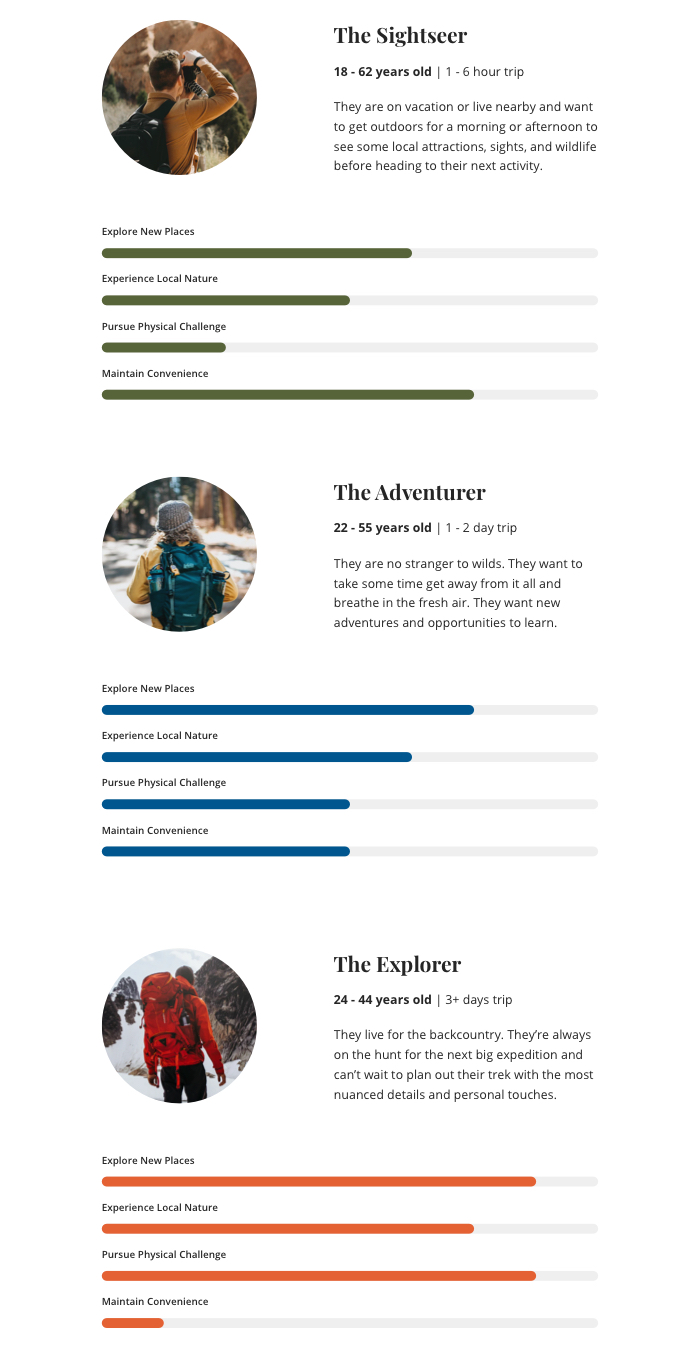 The Sightseer
18 - 62 years old | 1 - 6 hour trip
They are on vacation or live nearby and want
to get outdoors for a morning or afternoon to
see some local attractions, sights, and wildlife
before heading to their next activity.
Explore New Places
Experience Local Nature
Pursue Physical Challenge
Maintain Convenience
The Adventurer
22 - 55 years old | 1 - 2 day trip
They are no stranger to wilds. They want to
take some time get away from it all and
breathe in the fresh air. They want new
adventures and opportunities to learn.
Explore New Places
Experience Local Nature
Pursue Physical Challenge
Maintain Convenience
The Explorer
24 - 44 years old | 3+ days trip
They live for the backcountry. They’re always
on the hunt for the next big expedition and
can’t wait to plan out their trek with the most
nuanced details and personal touches.
Explore New Places
Experience Local Nature
Pursue Physical Challenge
Maintain Convenience